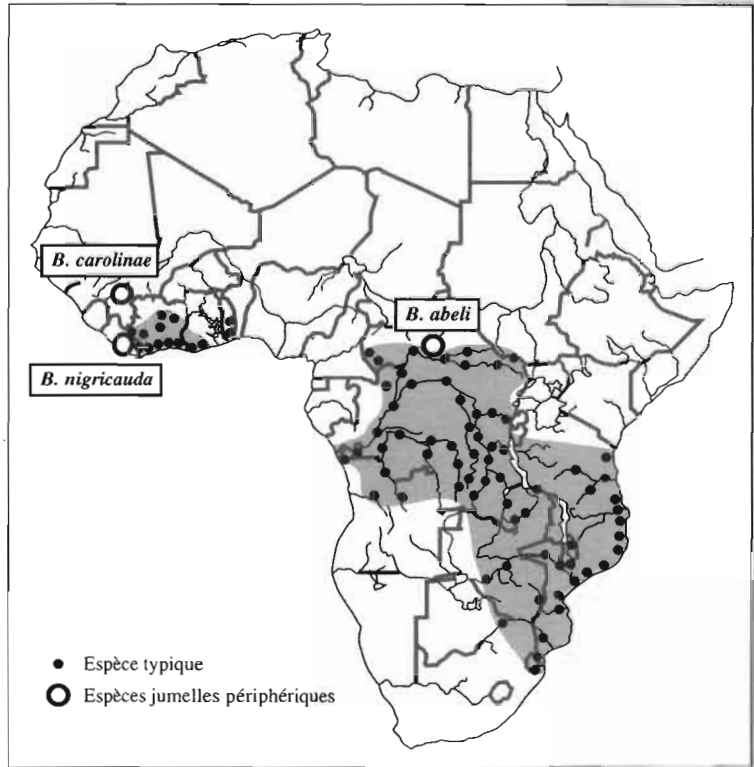 B. carolinae
B. abeli
B. nigricauda
Espèce typique
Espèces jumelles périphériques